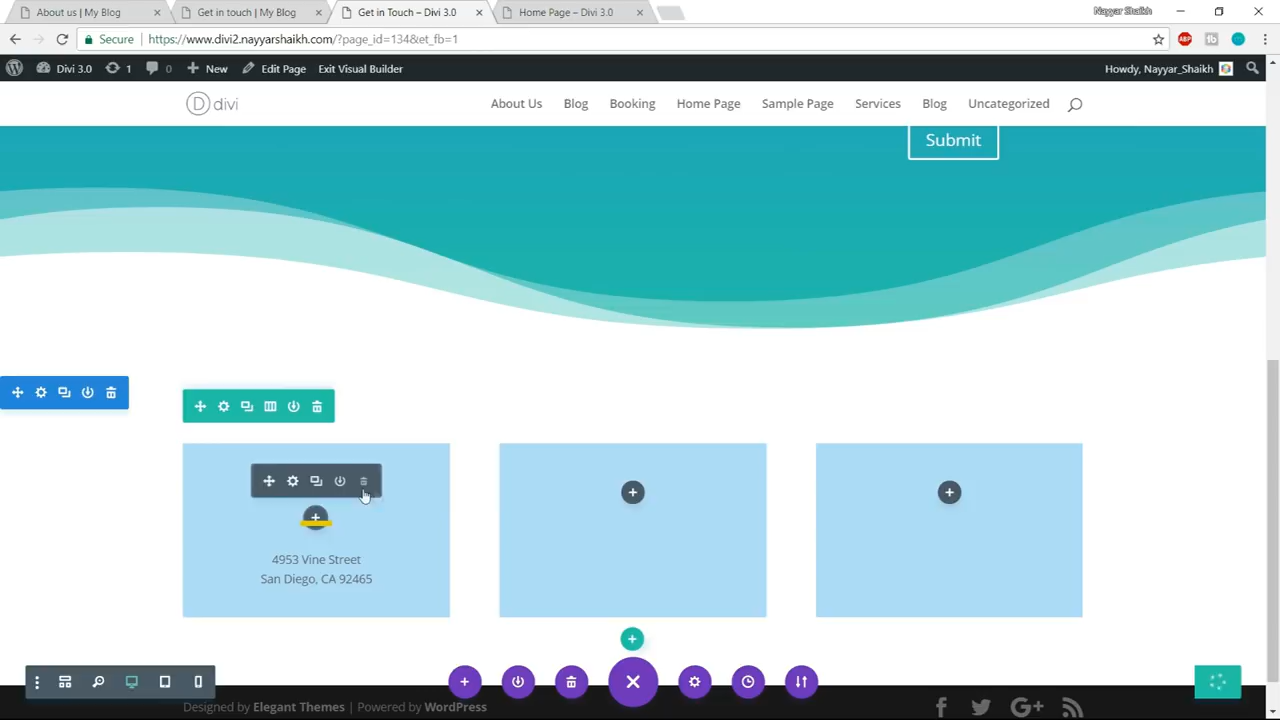 About us | My Blog
Get in touch | My Blog
Get in Touch – Divi 3.0
Home Page – Divi 3.0
Nayyar Shaikh
Secure
https://www.divi2.nayyarshaikh.com/?page_id=134&et_fb=1
Divi 3.0
1
0
New
Edit Page
Exit Visual Builder
Howdy, Nayyar_Shaikh
D divi
About Us
Blog
Booking
Home Page
Sample Page
Services
Blog
Uncategorized
Submit
4953 Vine Street
San Diego, CA 92465
Designed by Elegant Themes | Powered by WordPress